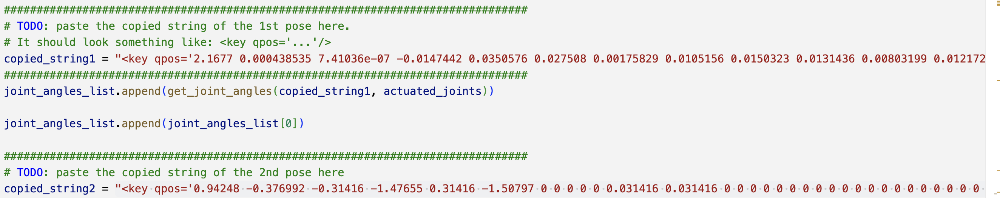 ################################################################################
# TODO: paste the copied string of the 1st pose here.
# It should look something like: <key qpos='...'/>
copied_string1 = "<key qpos='2.1677 0.000438535 7.41036e-07 -0.0147442 0.0350576 0.027508 0.00175829 0.0105156 0.0150323 0.0131436 0.00803199 0.012172
################################################################################
joint_angles_list.append(get_joint_angles(copied_string1, actuated_joints))
joint_angles_list.append(joint_angles_list[0])
################################################################################
# TODO: paste the copied string of the 2nd pose here
copied_string2 = "<key qpos='0.94248 -0.376992 -0.31416 -1.47655 0.31416 -1.50797 0 0 0 0 0 0.031416 0.031416 0 0 0 0 0 0 0 0 0 0 0 0 0 0 0 0 0 0 0 0